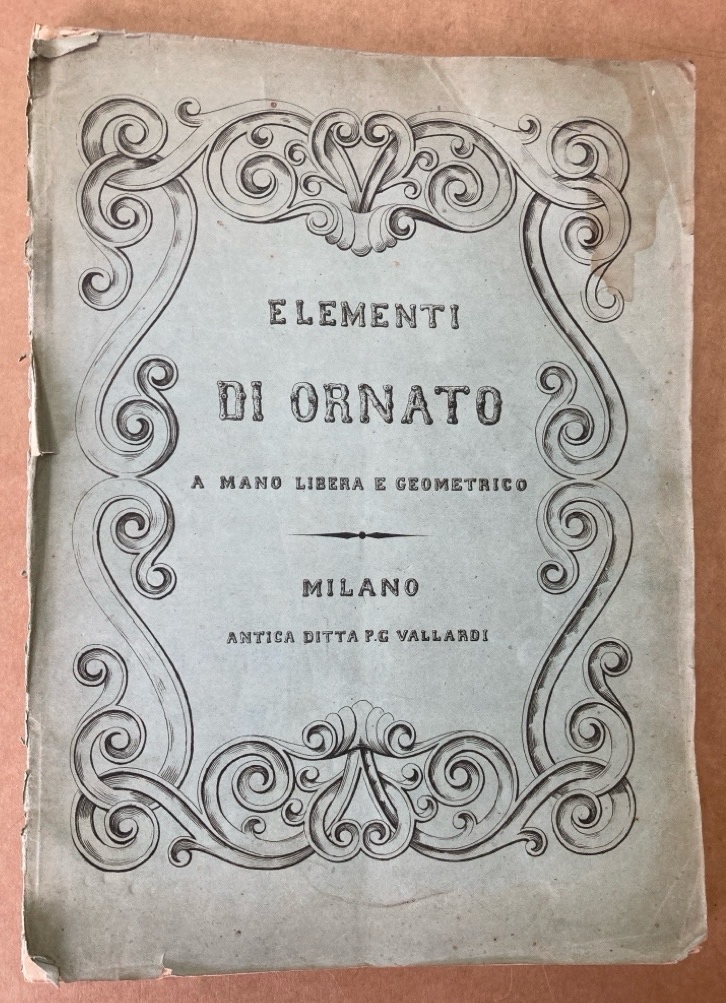 ELEMENTI
DI ORNATO
A MANO LIBERA E GEOMETRICO
MILANO
ANTICA DITTA P.G VALLARDI